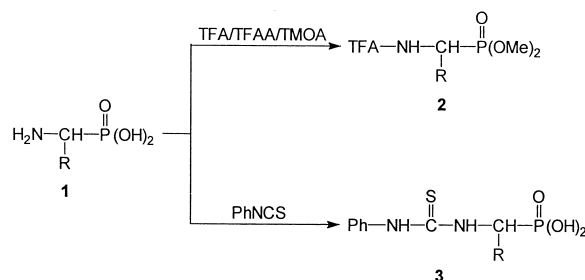 TFA/TFAA/TMOA
O
TFA—NH—CH—P(OMe)2
R
2
O
H2N—CH—P(OH)2
R
1
PhNCS
S
O
Ph—NH—C—NH—CH—P(OH)2
R
3